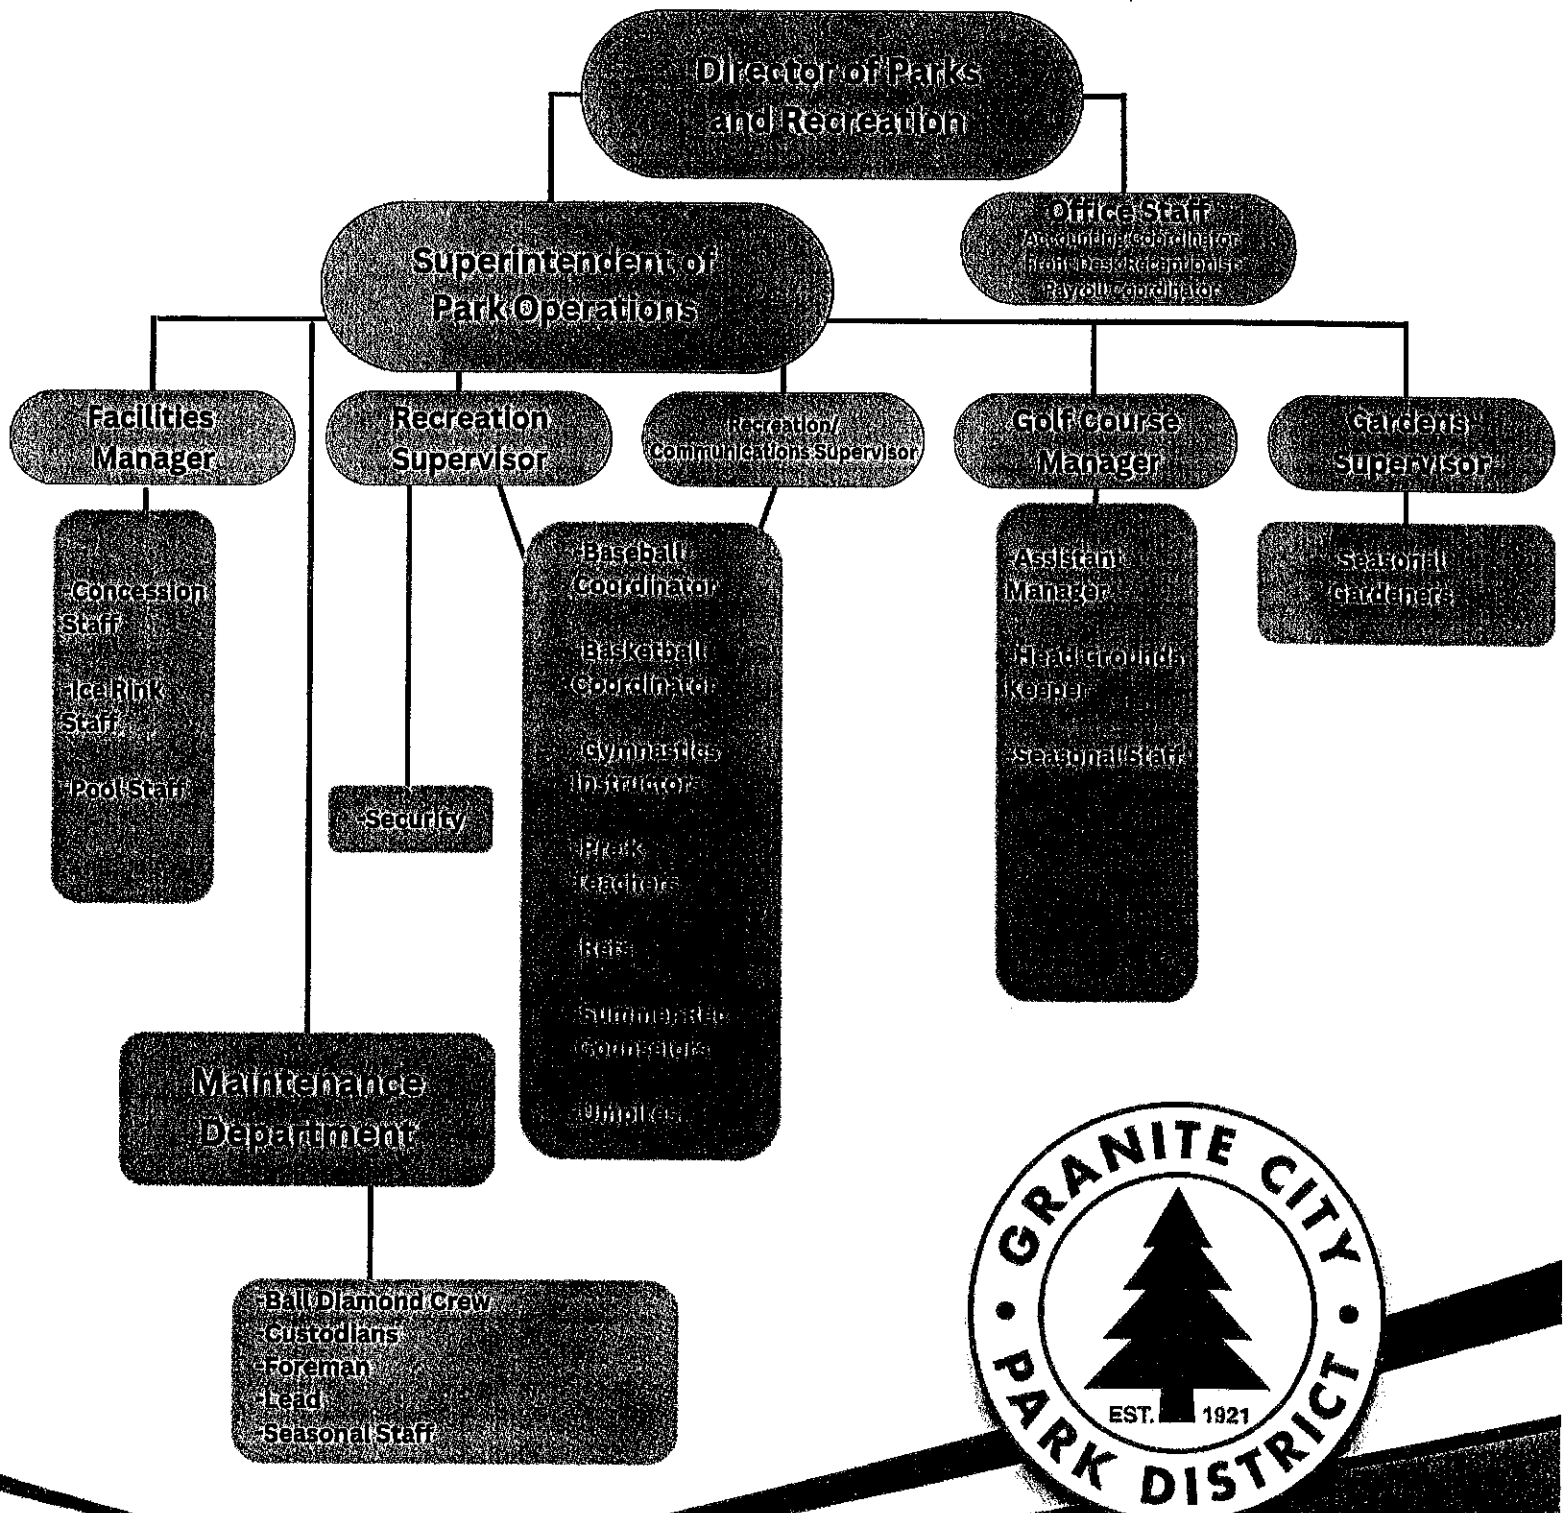 Director of Parks
and Recreation
Office Staff
Accounting Coordinator
Front Desk Receptionist
Payroll Coordinator
Superintendent of
Park Operations
Facilities
Manager
Recreation
Supervisor
Recreation/
Communications Supervisor
Golf Course
Manager
Gardens
Supervisor
-Concession
Staff
-Ice Rink
Staff
-Pool Staff
-Security
-Baseball
Coordinator
-Basketball
Coordinator
-Gymnastics
Instructors
-Pre-k
Teachers
-Refs
-Summer Rec
Counselors
-Umpires
-Assistant
Manager
-Head Grounds
Keeper
-Seasonal Staff
-Seasonal
Gardeners
Maintenance
Department
-Ball Diamond Crew
-Custodians
-Foreman
-Lead
-Seasonal Staff
GRANITE CITY
EST. 1921
PARK DISTRICT